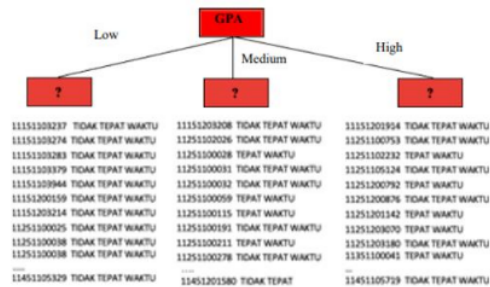 GPA
Low
Medium
High
?
?
?
11151103237 TIDAK TEPAT WAKTU
11151103274 TIDAK TEPAT WAKTU
11151103283 TIDAK TEPAT WAKTU
11151103379 TIDAK TEPAT WAKTU
11151103944 TIDAK TEPAT WAKTU
11151200159 TIDAK TEPAT WAKTU
11151203214 TIDAK TEPAT WAKTU
11251100025 TIDAK TEPAT WAKTU
11251100038 TIDAK TEPAT WAKTU
11251100038 TIDAK TEPAT WAKTU
....
11451105329 TIDAK TEPAT WAKTU
11151203208 TIDAK TEPAT WAKTU
11251102026 TIDAK TEPAT WAKTU
11251100028 TEPAT WAKTU
11251100031 TIDAK TEPAT WAKTU
11251100032 TIDAK TEPAT WAKTU
11251100059 TEPAT WAKTU
11251100115 TEPAT WAKTU
11251100191 TIDAK TEPAT WAKTU
11251100211 TEPAT WAKTU
11251100278 TIDAK TEPAT WAKTU
....
11451201580 TIDAK TEPAT
11151201914 TIDAK TEPAT WAKTU
11251100753 TIDAK TEPAT WAKTU
11251102232 TEPAT WAKTU
11251105124 TIDAK TEPAT WAKTU
11251200792 TEPAT WAKTU
11251200876 TIDAK TEPAT WAKTU
11251201142 TEPAT WAKTU
11251203070 TEPAT WAKTU
11251203180 TIDAK TEPAT WAKTU
11351100041 TEPAT WAKTU
....
11451105719 TIDAK TEPAT WAKTU